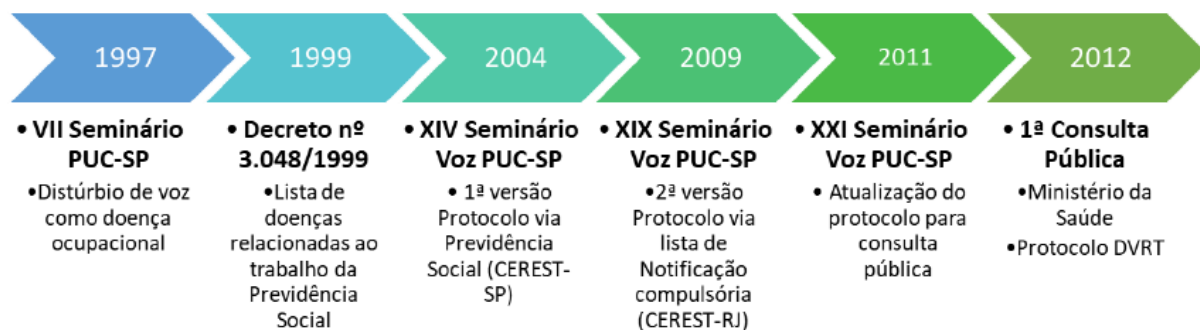 1997
1999
2004
2009
2011
2012
• VII Seminário
PUC-SP
•Distúrbio de voz
como doença
ocupacional
• Decreto nº
3.048/1999
•Lista de
doenças
relacionadas ao
trabalho da
Previdência
Social
• XIV Seminário
Voz PUC-SP
• 1ª versão
Protocolo via
Previdência
Social (CEREST-
SP)
• XIX Seminário
Voz PUC-SP
•2ª versão
Protocolo via
lista de
Notificação
compulsória
(CEREST-RJ)
• XXI Seminário
Voz PUC-SP
• Atualização do
protocolo para
consulta
pública
• 1ª Consulta
Pública
•Ministério da
Saúde
•Protocolo DVRT